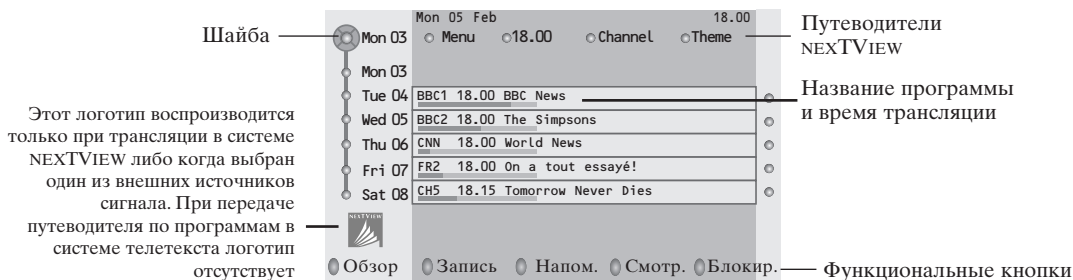 Шайба
Mon 05 Feb 18.00
Mon 03 Menu 18.00 Channel Theme
Путеводители
NEXTVIEW
Mon 03
Tue 04 BBC1 18.00 BBC News
Wed 05 BBC2 18.00 The Simpsons
Thu 06 CNN 18.00 World News
Fri 07 FR2 18.00 On a tout essayé!
Sat 08 CH5 18.15 Tomorrow Never Dies
Название программы
и время трансляции
Этот логотип воспроизводится
только при трансляции в системе
NEXTVIEW либо когда выбран
один из внешних источников
сигнала. При передаче
путеводителя по программам в
системе телетекста логотип
отсутствует
NEXTVIEW
Обзор Запись Напом. Смотр. Блокир.
Функциональные кнопки